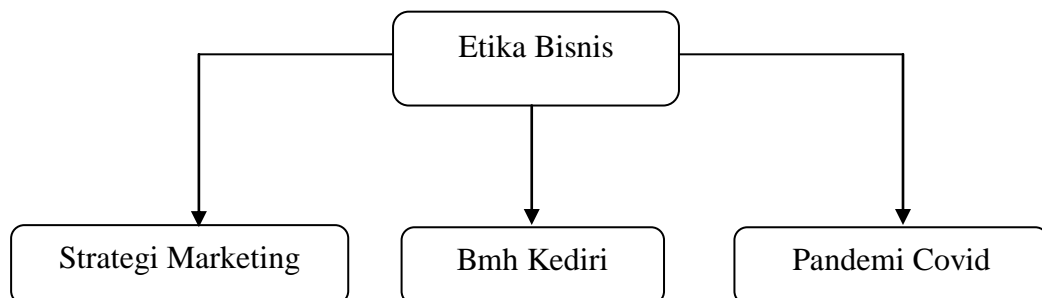 Etika Bisnis
Strategi Marketing
Bmh Kediri
Pandemi Covid